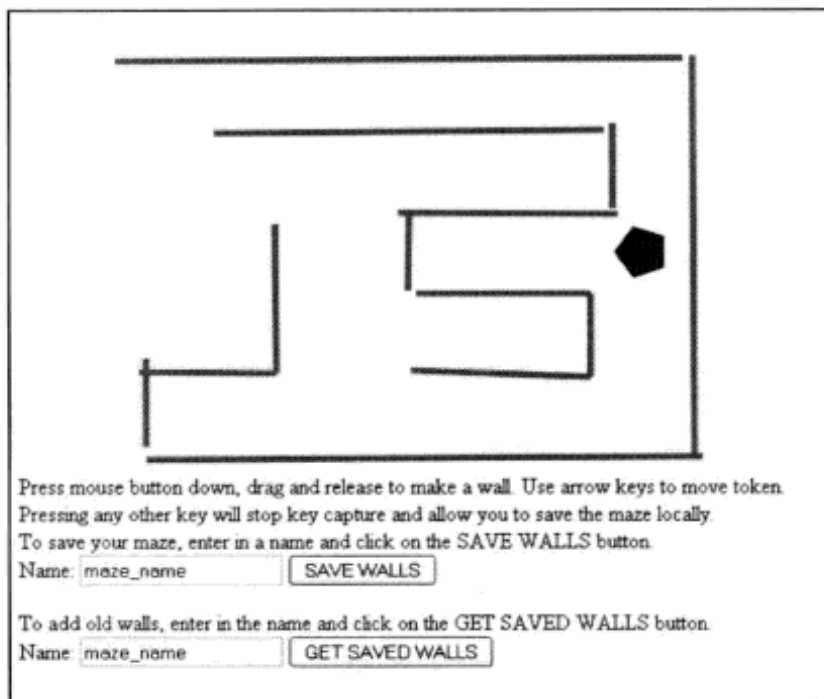 Press mouse button down, drag and release to make a wall. Use arrow keys to move token.
Pressing any other key will stop key capture and allow you to save the maze locally.
To save your maze, enter in a name and click on the SAVE WALLS button.
Name: maze_name SAVE WALLS
To add old walls, enter in the name and click on the GET SAVED WALLS button.
Name: maze_name GET SAVED WALLS